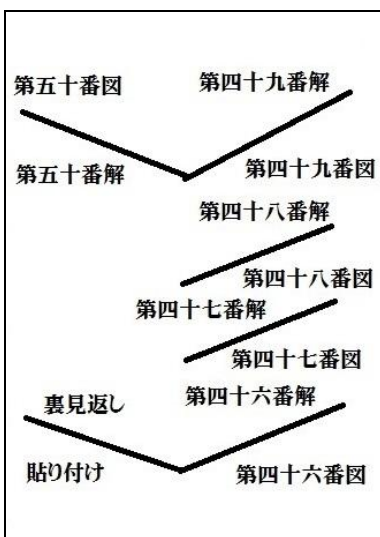 第五十番図
第四十九番解
第五十番解
第四十九番図
第四十八番解
第四十八番図
第四十七番解
第四十七番図
裏見返し
第四十六番解
貼り付け
第四十六番図